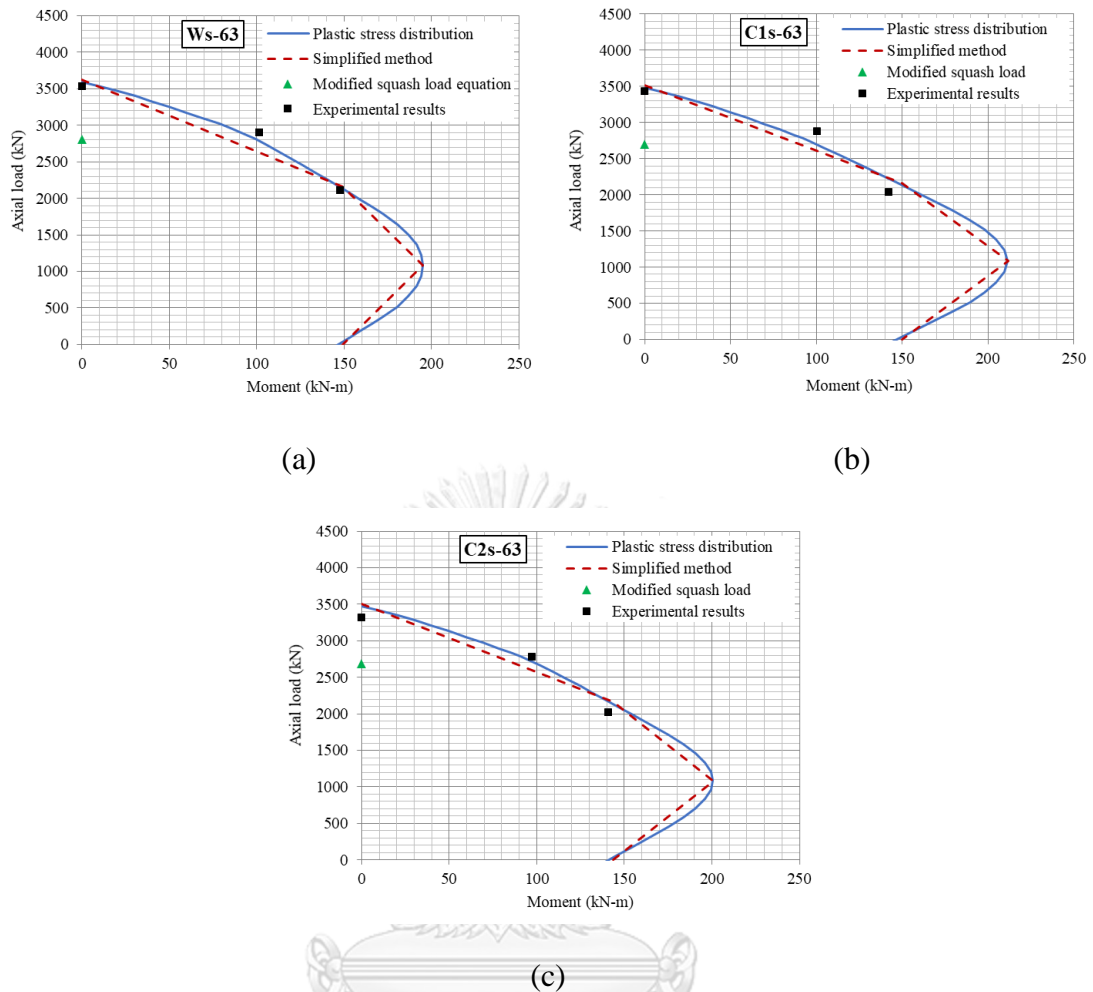 Ws-63
Plastic stress distribution
Simplified method
Modified squash load equation
Experimental results
Axial load (kN)
4500
4000
3500
3000
2500
2000
1500
1000
500
0
0 50 100 150 200 250
Moment (kN-m)
(a)
C1s-63
Plastic stress distribution
Simplified method
Modified squash load
Experimental results
Axial load (kN)
4500
4000
3500
3000
2500
2000
1500
1000
500
0
0 50 100 150 200 250
Moment (kN-m)
(b)
C2s-63
Plastic stress distribution
Simplified method
Modified squash load
Experimental results
Axial load (kN)
4500
4000
3500
3000
2500
2000
1500
1000
500
0
0 50 100 150 200 250
Moment (kN-m)
(c)